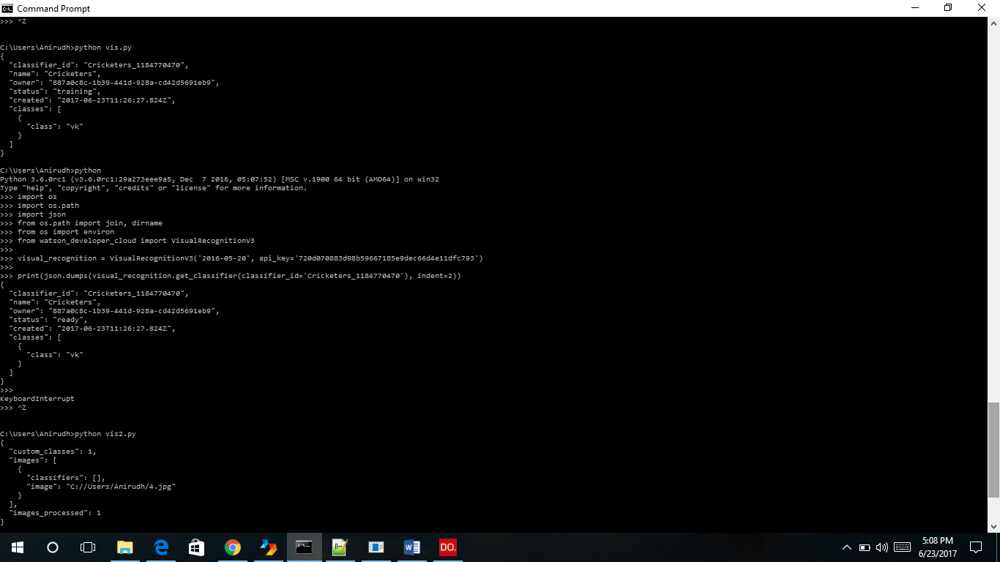 Command Prompt
>>> ^Z
C:\Users\Anirudh>python vis.py
{
  "classifier_id": "Cricketers_1184770470",
  "name": "Cricketers",
  "owner": "887a0c8c-1b39-441d-928a-cd42d5691eb9",
  "status": "training",
  "created": "2017-06-23T11:26:27.824Z",
  "classes": [
    {
      "class": "vk"
    }
  ]
}
C:\Users\Anirudh>python
Python 3.6.0rc1 (v3.6.0rc1:29a273eee9a5, Dec  7 2016, 05:07:52) [MSC v.1900 64 bit (AMD64)] on win32
Type "help", "copyright", "credits" or "license" for more information.
>>> import os
>>> import os.path
>>> import json
>>> from os.path import join, dirname
>>> from os import environ
>>> from watson_developer_cloud import VisualRecognitionV3
>>>
>>> visual_recognition = VisualRecognitionV3('2016-05-20', api_key='720d070883d98b59667185e9dec66d4e11dfc793')
>>>
>>> print(json.dumps(visual_recognition.get_classifier(classifier_id='Cricketers_1184770470'), indent=2))
{
  "classifier_id": "Cricketers_1184770470",
  "name": "Cricketers",
  "owner": "887a0c8c-1b39-441d-928a-cd42d5691eb9",
  "status": "ready",
  "created": "2017-06-23T11:26:27.824Z",
  "classes": [
    {
      "class": "vk"
    }
  ]
}
>>>
KeyboardInterrupt
>>> ^Z
C:\Users\Anirudh>python vis2.py
{
  "custom_classes": 1,
  "images": [
    {
      "classifiers": [],
      "image": "C://Users/Anirudh/4.jpg"
    }
  ],
  "images_processed": 1
}
DO.
5:08 PM
6/23/2017